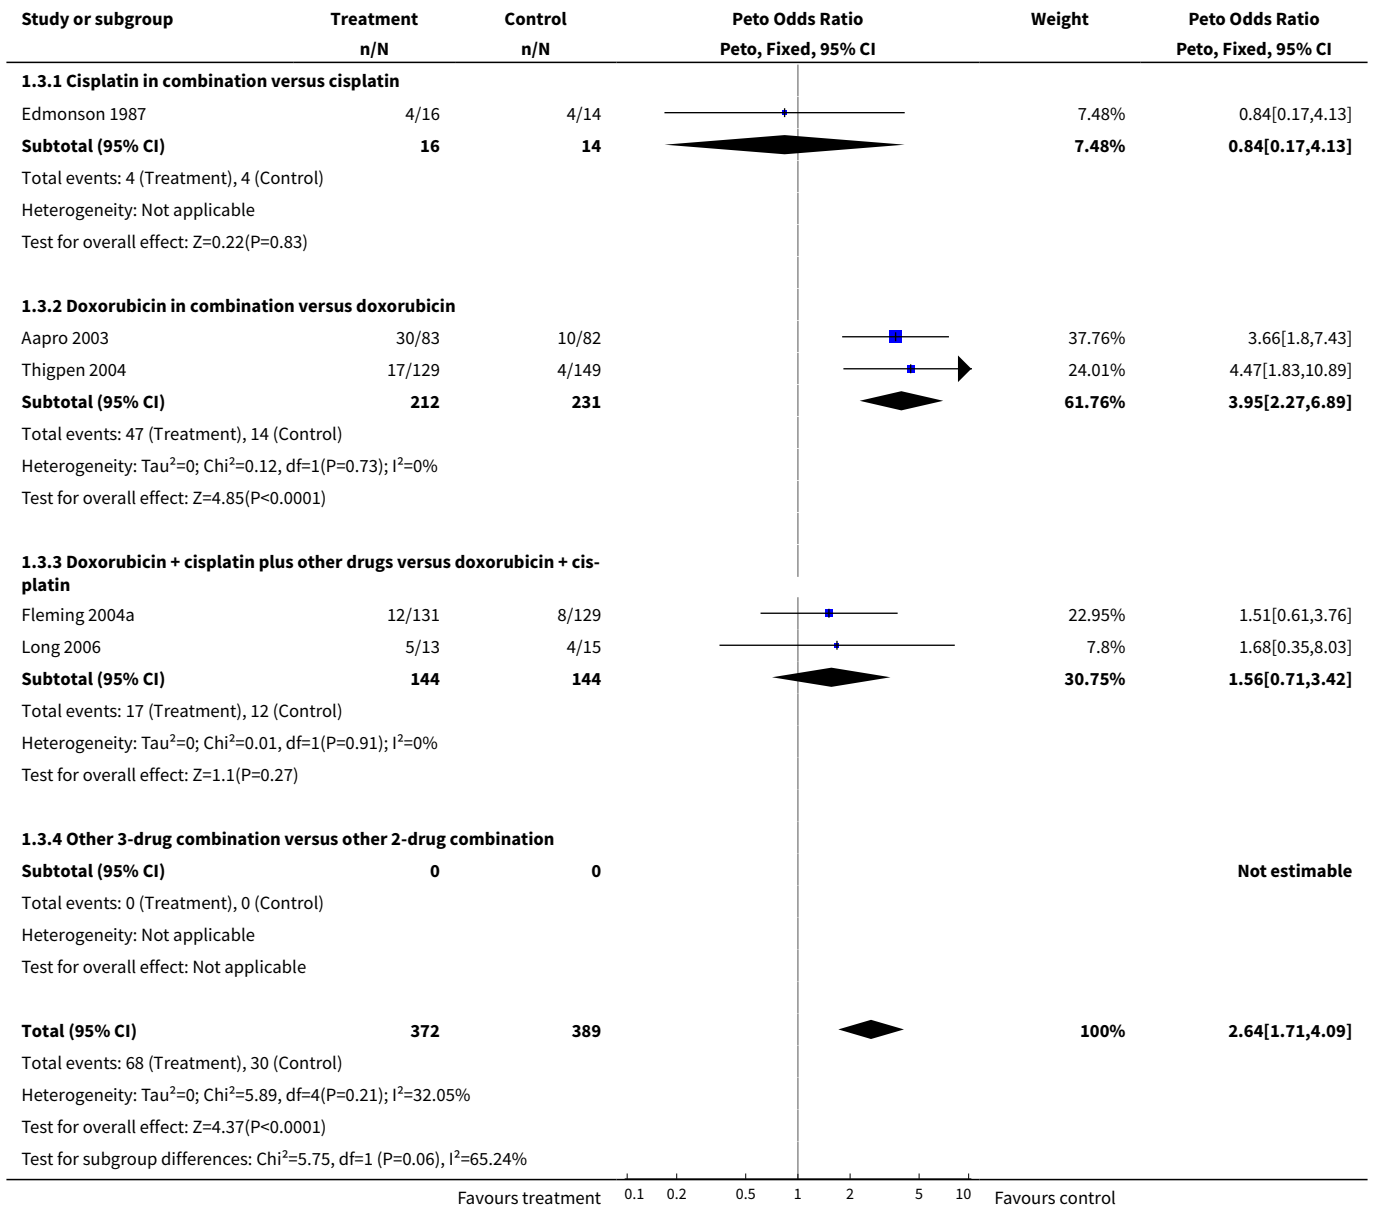 Study or subgroup Treatment Control Peto Odds Ratio Weight Peto Odds Ratio
n/N n/N Peto, Fixed, 95% CI Peto, Fixed, 95% CI
1.3.1 Cisplatin in combination versus cisplatin
Edmonson 1987 4/16 4/14 7.48% 0.84[0.17,4.13]
Subtotal (95% CI) 16 14 7.48% 0.84[0.17,4.13]
Total events: 4 (Treatment), 4 (Control)
Heterogeneity: Not applicable
Test for overall effect: Z=0.22(P=0.83)
1.3.2 Doxorubicin in combination versus doxorubicin
Aapro 2003 30/83 10/82 37.76% 3.66[1.8,7.43]
Thigpen 2004 17/129 4/149 24.01% 4.47[1.83,10.89]
Subtotal (95% CI) 212 231 61.76% 3.95[2.27,6.89]
Total events: 47 (Treatment), 14 (Control)
Heterogeneity: Tau²=0; Chi²=0.12, df=1(P=0.73); I²=0%
Test for overall effect: Z=4.85(P<0.0001)
1.3.3 Doxorubicin + cisplatin plus other drugs versus doxorubicin + cis-
platin
Fleming 2004a 12/131 8/129 22.95% 1.51[0.61,3.76]
Long 2006 5/13 4/15 7.8% 1.68[0.35,8.03]
Subtotal (95% CI) 144 144 30.75% 1.56[0.71,3.42]
Total events: 17 (Treatment), 12 (Control)
Heterogeneity: Tau²=0; Chi²=0.01, df=1(P=0.91); I²=0%
Test for overall effect: Z=1.1(P=0.27)
1.3.4 Other 3-drug combination versus other 2-drug combination
Subtotal (95% CI) 0 0 Not estimable
Total events: 0 (Treatment), 0 (Control)
Heterogeneity: Not applicable
Test for overall effect: Not applicable
Total (95% CI) 372 389 100% 2.64[1.71,4.09]
Total events: 68 (Treatment), 30 (Control)
Heterogeneity: Tau²=0; Chi²=5.89, df=4(P=0.21); I²=32.05%
Test for overall effect: Z=4.37(P<0.0001)
Test for subgroup differences: Chi²=5.75, df=1 (P=0.06), I²=65.24%
Favours treatment 0.1 0.2 0.5 1 2 5 10 Favours control